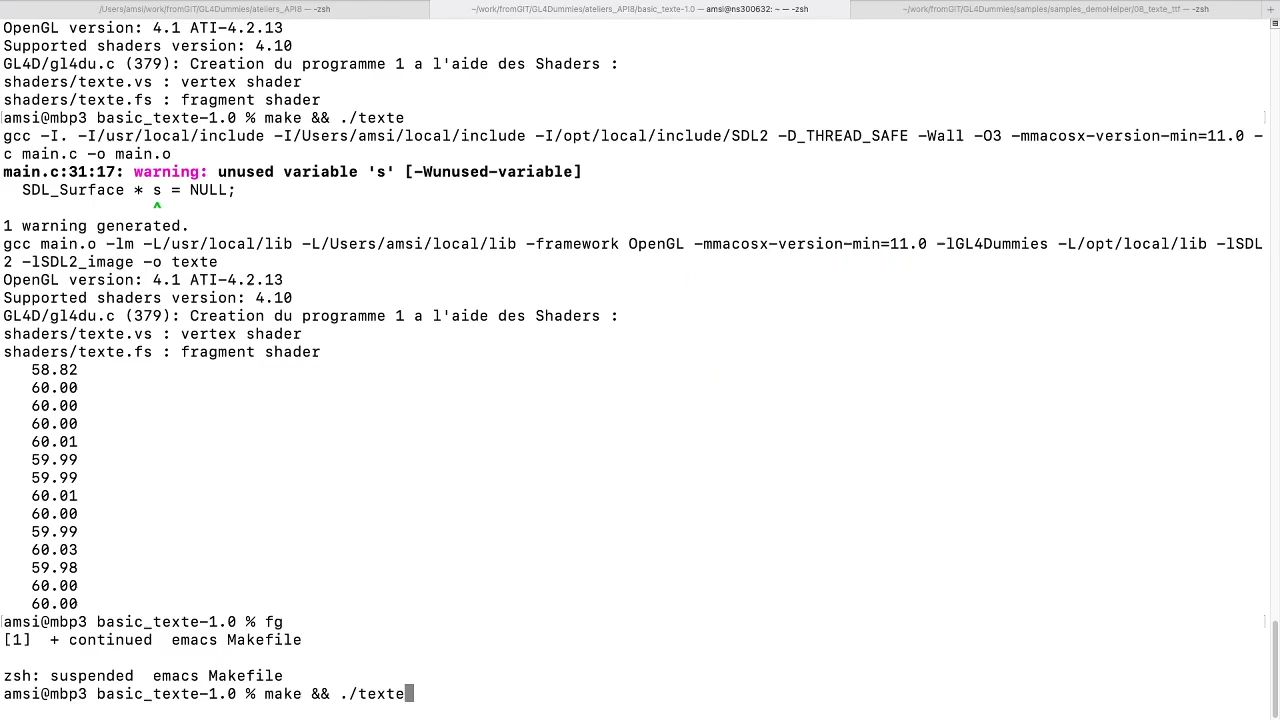 /Users/amsi/work/fromGIT/GL4Dummies/ateliers_API8 — -zsh
~/work/fromGIT/GL4Dummies/ateliers_API8/basic_texte-1.0 — amsi@ns300632: ~ — -zsh
~/work/fromGIT/GL4Dummies/samples/samples_demoHelper/08_texte_ttf — -zsh
OpenGL version: 4.1 ATI-4.2.13
Supported shaders version: 4.10
GL4D/gl4du.c (379): Creation du programme 1 a l'aide des Shaders :
shaders/texte.vs : vertex shader
shaders/texte.fs : fragment shader
amsi@mbp3 basic_texte-1.0 % make && ./texte
gcc -I. -I/usr/local/include -I/Users/amsi/local/include -I/opt/local/include/SDL2 -D_THREAD_SAFE -Wall -O3 -mmacosx-version-min=11.0 -
c main.c -o main.o
main.c:31:17: warning: unused variable 's' [-Wunused-variable]
SDL_Surface * s = NULL;
^
1 warning generated.
gcc main.o -lm -L/usr/local/lib -L/Users/amsi/local/lib -framework OpenGL -mmacosx-version-min=11.0 -lGL4Dummies -L/opt/local/lib -lSDL
2 -lSDL2_image -o texte
OpenGL version: 4.1 ATI-4.2.13
Supported shaders version: 4.10
GL4D/gl4du.c (379): Creation du programme 1 a l'aide des Shaders :
shaders/texte.vs : vertex shader
shaders/texte.fs : fragment shader
58.82
60.00
60.00
60.00
60.01
59.99
59.99
60.01
60.00
59.99
60.03
59.98
60.00
60.00
amsi@mbp3 basic_texte-1.0 % fg
[1]  + continued  emacs Makefile
zsh: suspended  emacs Makefile
amsi@mbp3 basic_texte-1.0 % make && ./texte